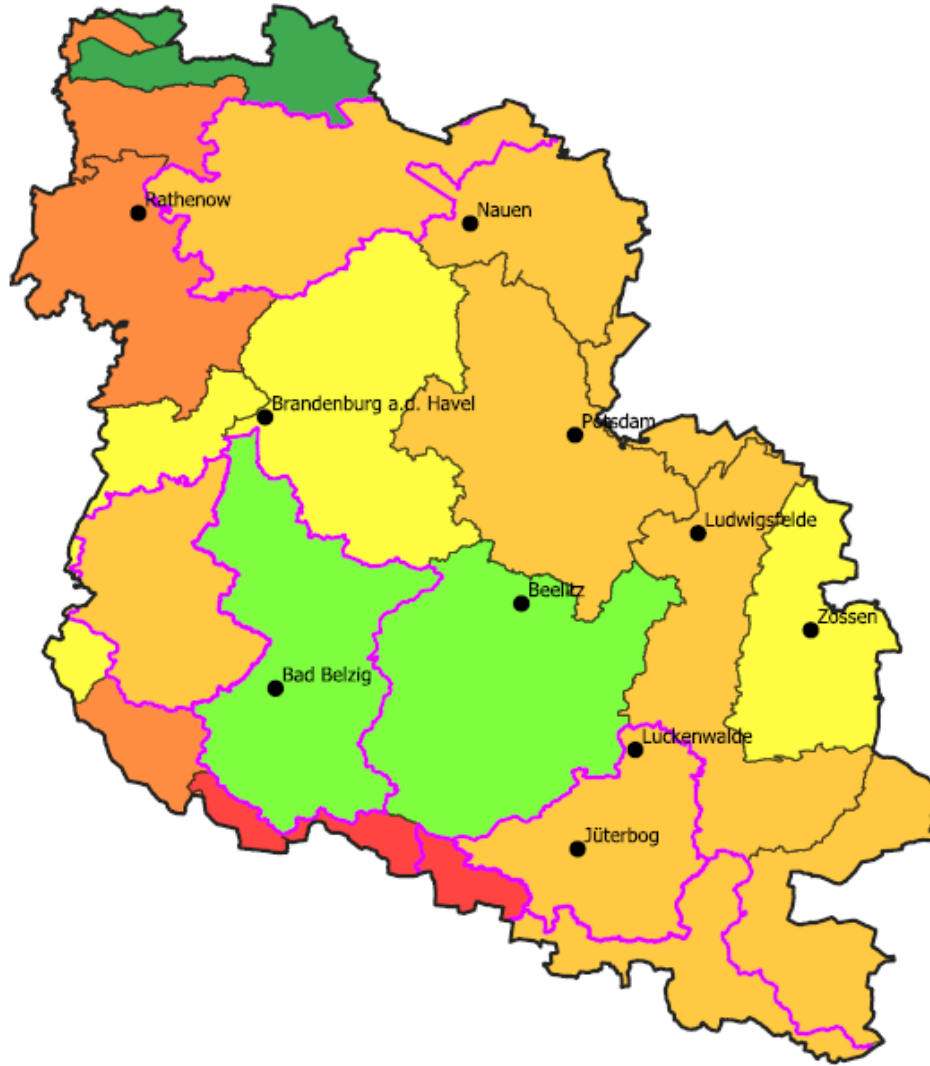 Rathenow
Nauen
Brandenburg a.d. Havel
Potsdam
Ludwigsfelde
Beelitz
Zossen
Bad Belzig
Luckenwalde
Jüterbog